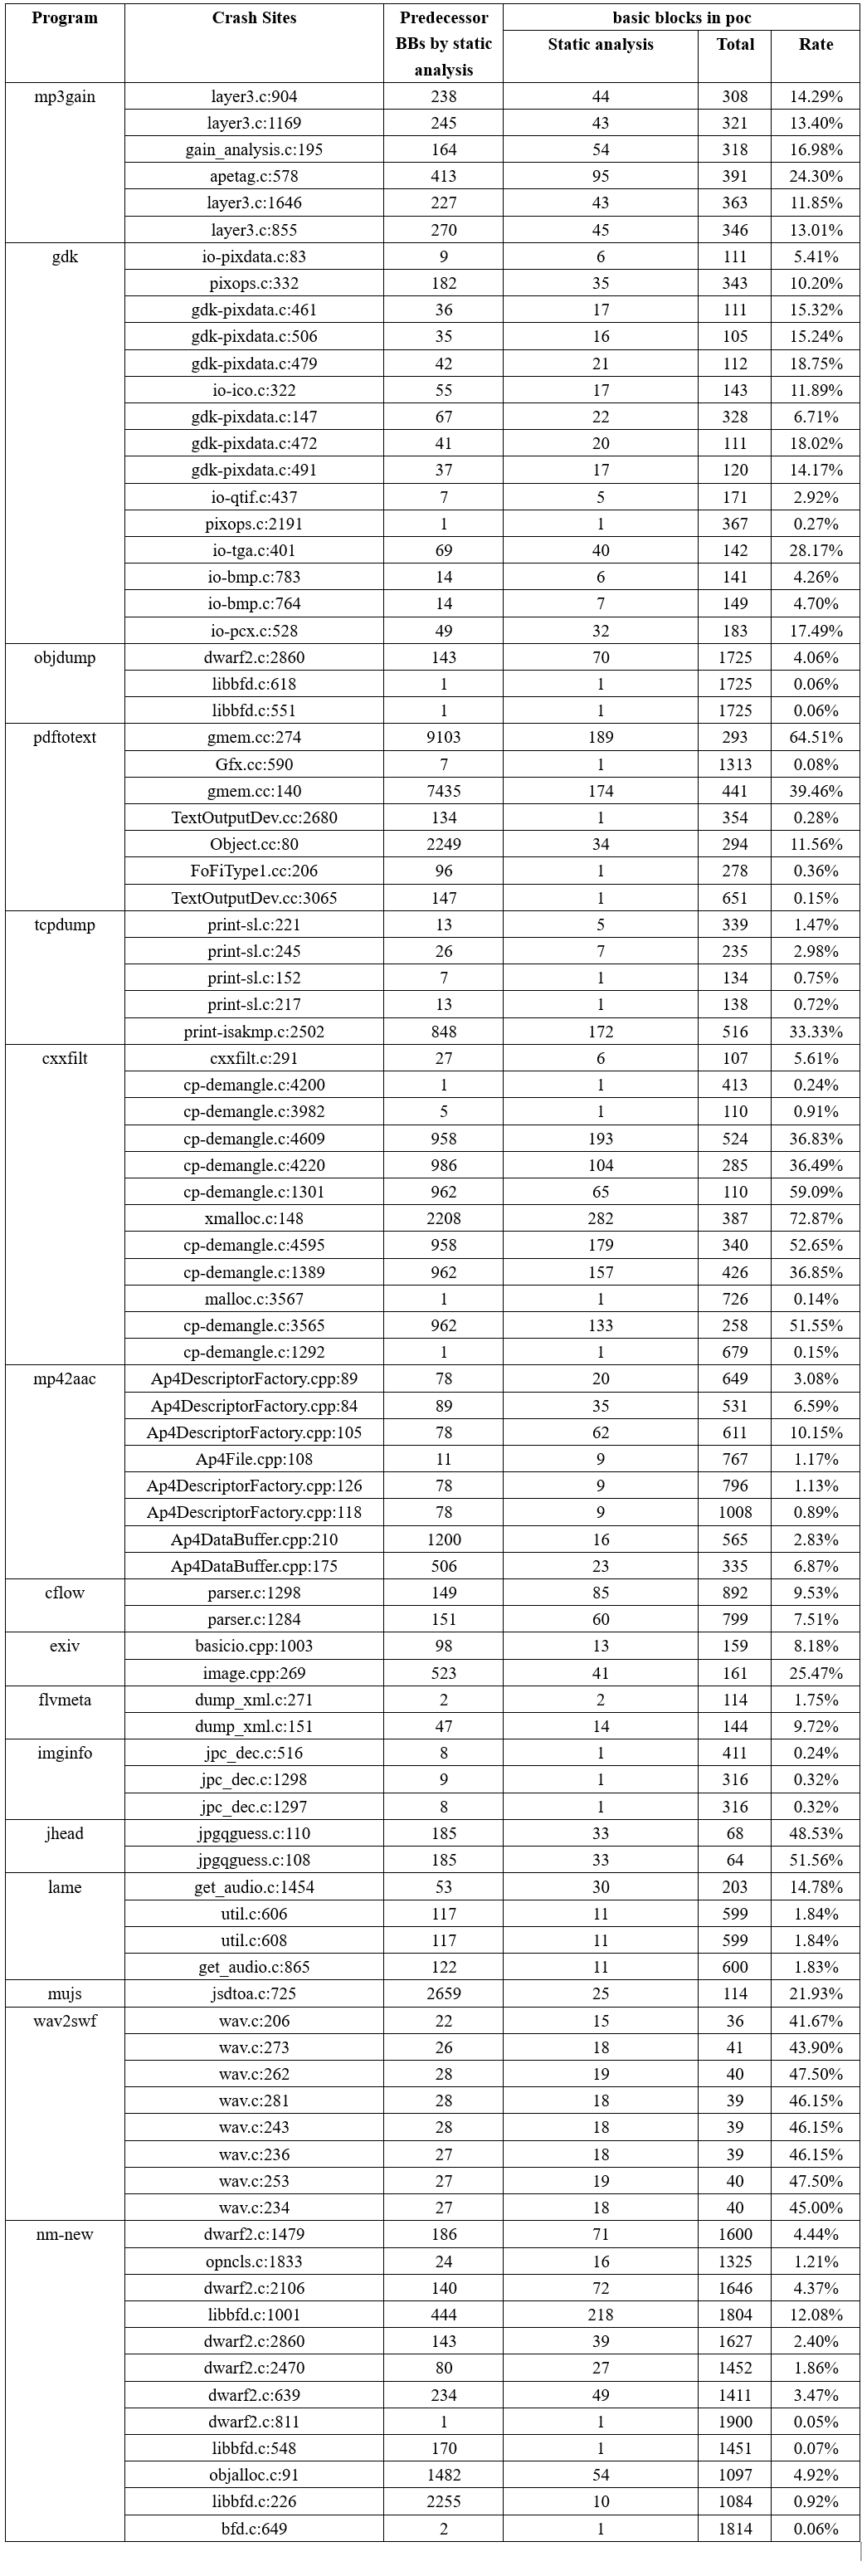 Program Crash Sites Predecessor BBs by static analysis basic blocks in poc
Static analysis Total Rate
mp3gain layer3.c:904 238 44 308 14.29%
layer3.c:1169 245 43 321 13.40%
gain_analysis.c:195 164 54 318 16.98%
apetag.c:578 413 95 391 24.30%
layer3.c:1646 227 43 363 11.85%
layer3.c:855 270 45 346 13.01%
gdk io-pixdata.c:83 9 6 111 5.41%
pixops.c:332 182 35 343 10.20%
gdk-pixdata.c:461 36 17 111 15.32%
gdk-pixdata.c:506 35 16 105 15.24%
gdk-pixdata.c:479 42 21 112 18.75%
io-ico.c:322 55 17 143 11.89%
gdk-pixdata.c:147 67 22 328 6.71%
gdk-pixdata.c:472 41 20 111 18.02%
gdk-pixdata.c:491 37 17 120 14.17%
io-qtif.c:437 7 5 171 2.92%
pixops.c:2191 1 1 367 0.27%
io-tga.c:401 69 40 142 28.17%
io-bmp.c:783 14 6 141 4.26%
io-bmp.c:764 14 7 149 4.70%
io-pcx.c:528 49 32 183 17.49%
objdump dwarf2.c:2860 143 70 1725 4.06%
libbfd.c:618 1 1 1725 0.06%
libbfd.c:551 1 1 1725 0.06%
pdftotext gmem.cc:274 9103 189 293 64.51%
Gfx.cc:590 7 1 1313 0.08%
gmem.cc:140 7435 174 441 39.46%
TextOutputDev.cc:2680 134 1 354 0.28%
Object.cc:80 2249 34 294 11.56%
FoFiType1.cc:206 96 1 278 0.36%
TextOutputDev.cc:3065 147 1 651 0.15%
tcpdump print-sl.c:221 13 5 339 1.47%
print-sl.c:245 26 7 235 2.98%
print-sl.c:152 7 1 134 0.75%
print-sl.c:217 13 1 138 0.72%
print-isakmp.c:2502 848 172 516 33.33%
cxxfilt cxxfilt.c:291 27 6 107 5.61%
cp-demangle.c:4200 1 1 413 0.24%
cp-demangle.c:3982 5 1 110 0.91%
cp-demangle.c:4609 958 193 524 36.83%
cp-demangle.c:4220 986 104 285 36.49%
cp-demangle.c:1301 962 65 110 59.09%
xmalloc.c:148 2208 282 387 72.87%
cp-demangle.c:4595 958 179 340 52.65%
cp-demangle.c:1389 962 157 426 36.85%
malloc.c:3567 1 1 726 0.14%
cp-demangle.c:3565 962 133 258 51.55%
cp-demangle.c:1292 1 1 679 0.15%
mp42aac Ap4DescriptorFactory.cpp:89 78 20 649 3.08%
Ap4DescriptorFactory.cpp:84 89 35 531 6.59%
Ap4DescriptorFactory.cpp:105 78 62 611 10.15%
Ap4File.cpp:108 11 9 767 1.17%
Ap4DescriptorFactory.cpp:126 78 9 796 1.13%
Ap4DescriptorFactory.cpp:118 78 9 1008 0.89%
Ap4DataBuffer.cpp:210 1200 16 565 2.83%
Ap4DataBuffer.cpp:175 506 23 335 6.87%
cflow parser.c:1298 149 85 892 9.53%
parser.c:1284 151 60 799 7.51%
exiv basicio.cpp:1003 98 13 159 8.18%
image.cpp:269 523 41 161 25.47%
flvmeta dump_xml.c:271 2 2 114 1.75%
dump_xml.c:151 47 14 144 9.72%
imginfo jpc_dec.c:516 8 1 411 0.24%
jpc_dec.c:1298 9 1 316 0.32%
jpc_dec.c:1297 8 1 316 0.32%
jhead jpgqguess.c:110 185 33 68 48.53%
jpgqguess.c:108 185 33 64 51.56%
lame get_audio.c:1454 53 30 203 14.78%
util.c:606 117 11 599 1.84%
util.c:608 117 11 599 1.84%
get_audio.c:865 122 11 600 1.83%
mujs jsdtoa.c:725 2659 25 114 21.93%
wav2swf wav.c:206 22 15 36 41.67%
wav.c:273 26 18 41 43.90%
wav.c:262 28 19 40 47.50%
wav.c:281 28 18 39 46.15%
wav.c:243 28 18 39 46.15%
wav.c:236 27 18 39 46.15%
wav.c:253 27 19 40 47.50%
wav.c:234 27 18 40 45.00%
nm-new dwarf2.c:1479 186 71 1600 4.44%
opncls.c:1833 24 16 1325 1.21%
dwarf2.c:2106 140 72 1646 4.37%
libbfd.c:1001 444 218 1804 12.08%
dwarf2.c:2860 143 39 1627 2.40%
dwarf2.c:2470 80 27 1452 1.86%
dwarf2.c:639 234 49 1411 3.47%
dwarf2.c:811 1 1 1900 0.05%
libbfd.c:548 170 1 1451 0.07%
objalloc.c:91 1482 54 1097 4.92%
libbfd.c:226 2255 10 1084 0.92%
bfd.c:649 2 1 1814 0.06%